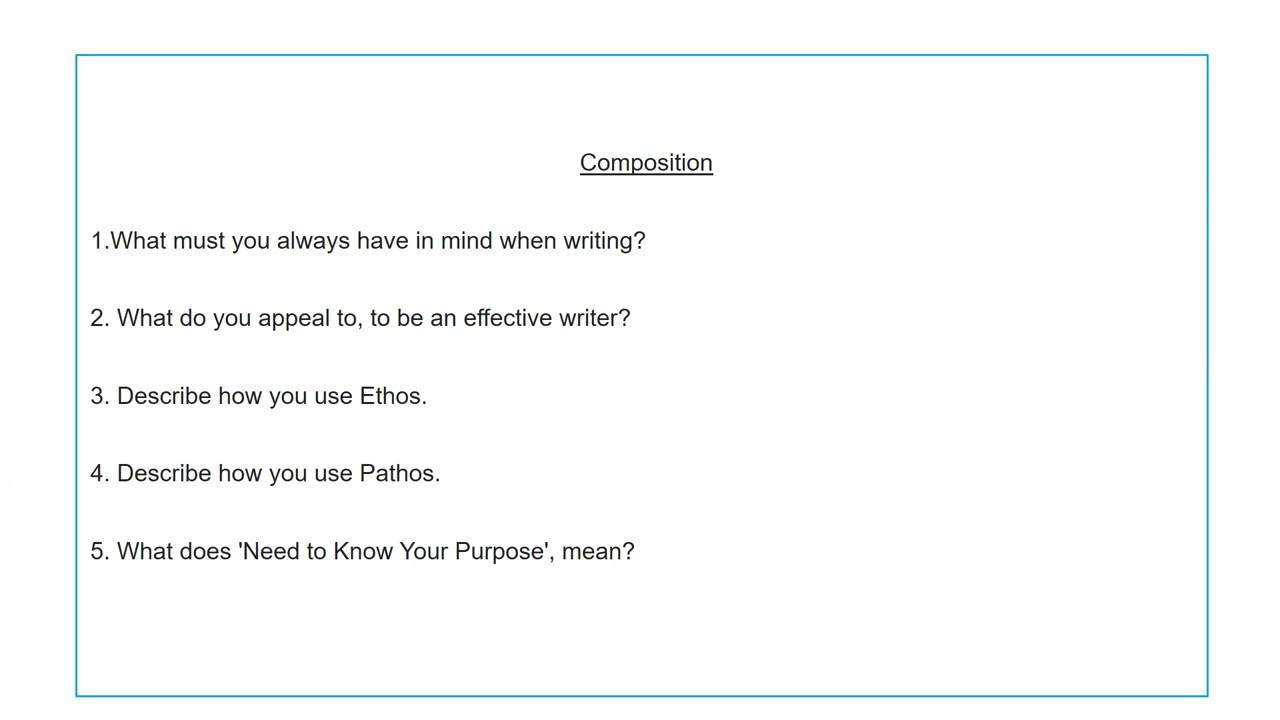 Composition
1.What must you always have in mind when writing?
2. What do you appeal to, to be an effective writer?
3. Describe how you use Ethos.
4. Describe how you use Pathos.
5. What does 'Need to Know Your Purpose', mean?